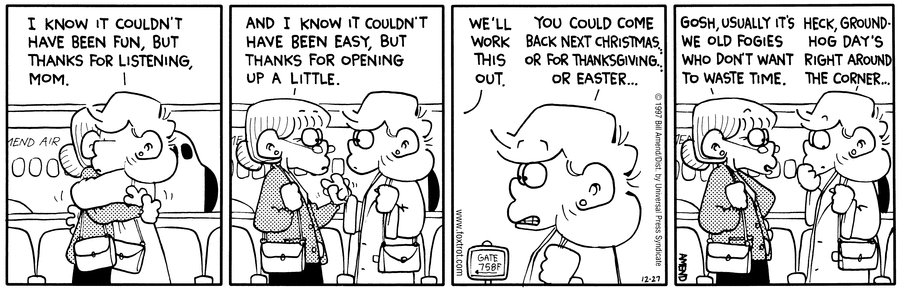 I KNOW IT COULDN'T
HAVE BEEN FUN, BUT
THANKS FOR LISTENING,
MOM.
MEND AIR
AND I KNOW IT COULDN'T
HAVE BEEN EASY, BUT
THANKS FOR OPENING
UP A LITTLE.
WE'LL
WORK
THIS
OUT.
YOU COULD COME
BACK NEXT CHRISTMAS...
OR FOR THANKSGIVING...
OR EASTER...
www.foxtrot.com
GATE
75BF
© 1997 Bill Amend/Dist. by Universal Press Syndicate
12-27
GOSH, USUALLY IT'S
WE OLD FOGIES
WHO DON'T WANT
TO WASTE TIME.
HECK, GROUND-
HOG DAY'S
RIGHT AROUND
THE CORNER...
AMEND